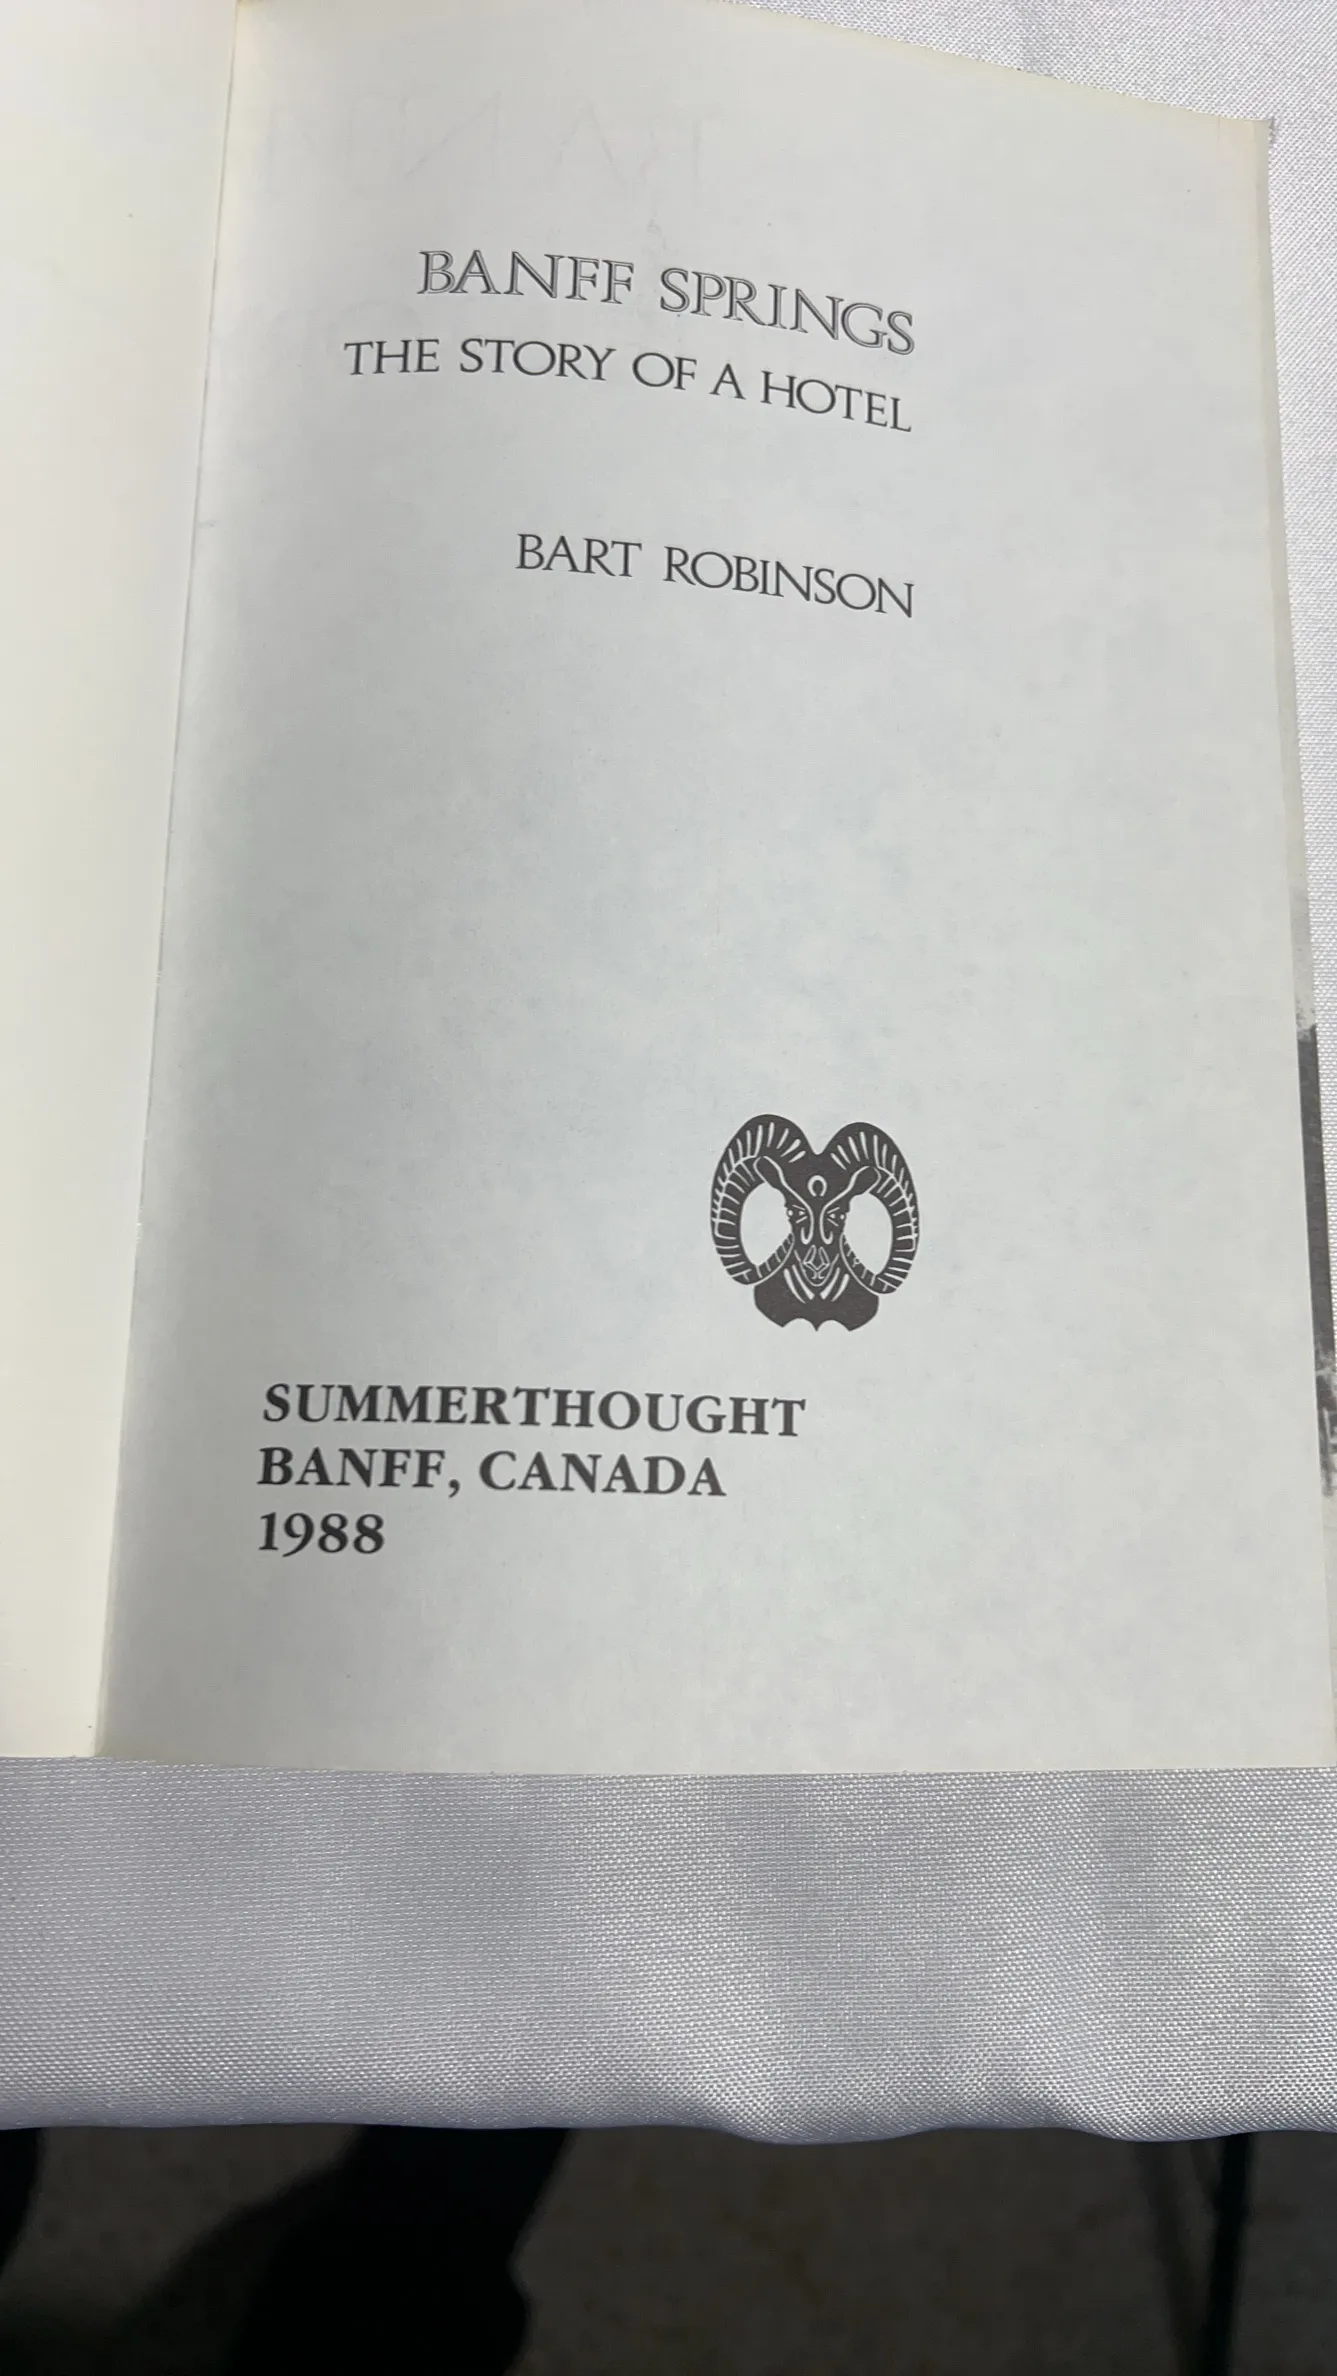 BANFF SPRINGS
THE STORY OF A HOTEL
BART ROBINSON
SUMMERTHOUGHT
BANFF, CANADA
1988